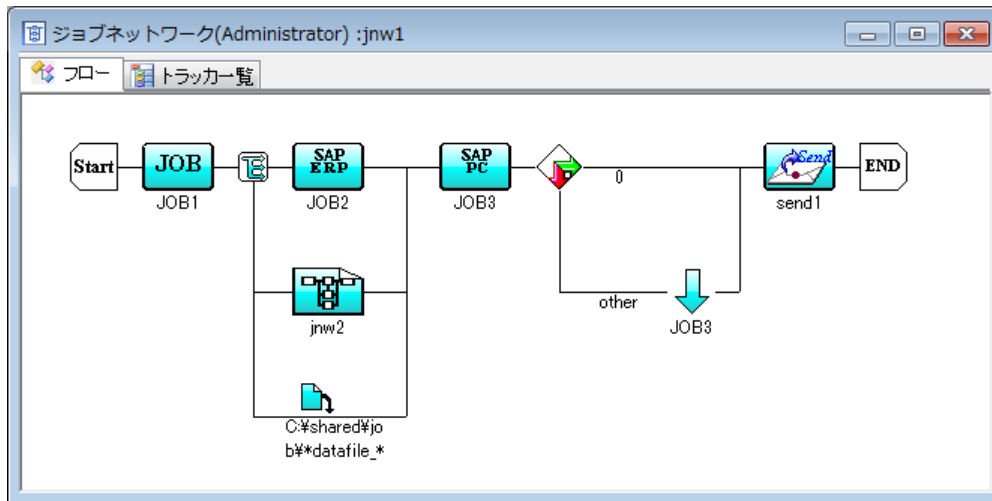 ジョブネットワーク(Administrator) :jnw1
フロー
トラッカ一覧
Start
JOB
JOB1
SAP
ERP
JOB2
SAP
PC
JOB3
0
Send
send1
END
jnw2
other
JOB3
C:¥shared¥jo
b¥*datafile_*